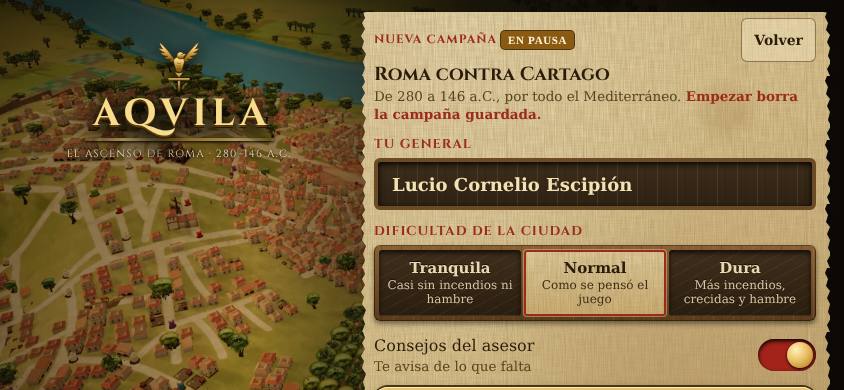 AQVILA
EL ASCENSO DE ROMA · 280-146 A.C.
NUEVA CAMPAÑA EN PAUSA
Volver
ROMA CONTRA CARTAGO
De 280 a 146 a.C., por todo el Mediterráneo. Empezar borra
la campaña guardada.
TU GENERAL
Lucio Cornelio Escipión
DIFICULTAD DE LA CIUDAD
Tranquila
Casi sin incendios ni
hambre
Normal
Como se pensó el
juego
Dura
Más incendios,
crecidas y hambre
Consejos del asesor
Te avisa de lo que falta